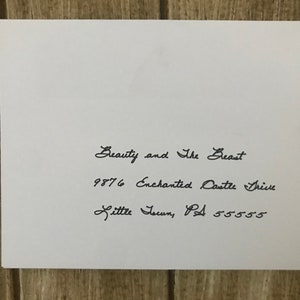 Beauty and The Beast
9876 Enchanted Castle Drive
Little Town, PA 55555